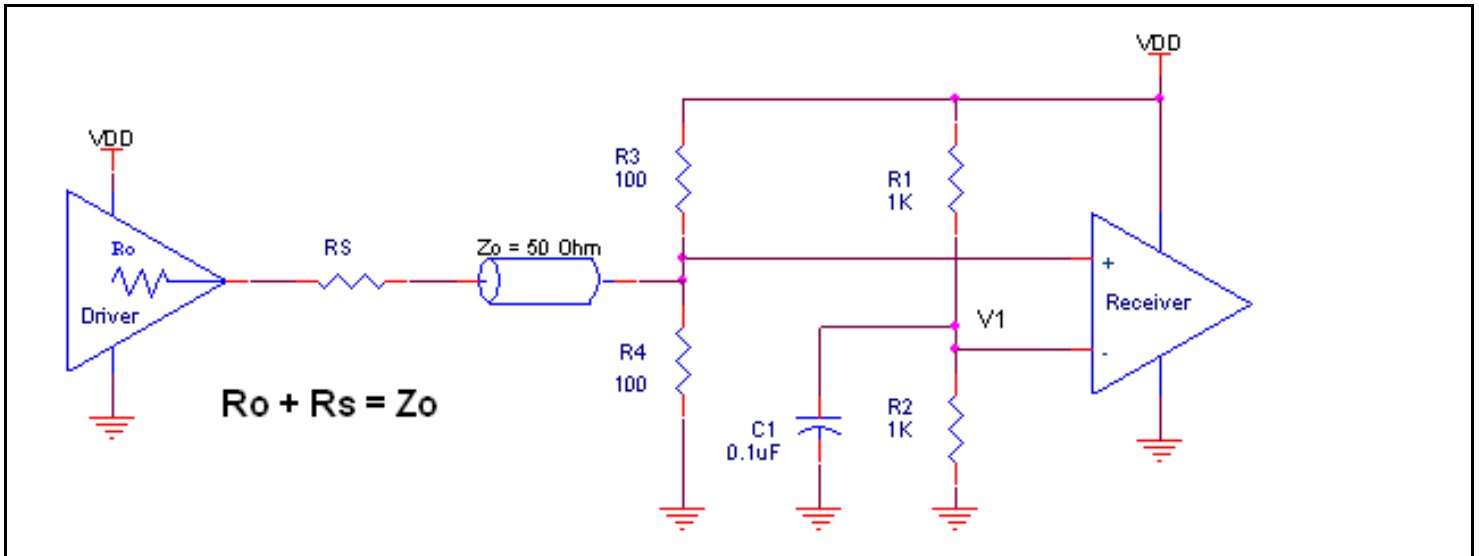 VDD
VDD
R3
100
R1
1K
Ro
RS
Zo = 50 Ohm
+
Driver
Receiver
V1
R4
100
-
Ro + Rs = Zo
C1
0.1uF
R2
1K